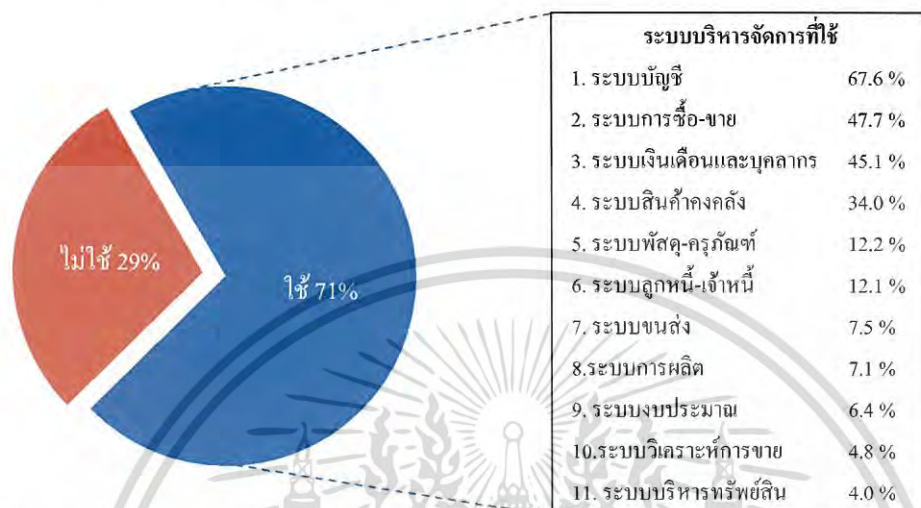 ไม่ใช้ 29%
ใช้ 71%
ระบบบริหารจัดการที่ใช้
1. ระบบบัญชี 67.6 %
2. ระบบการซื้อ-ขาย 47.7 %
3. ระบบเงินเดือนและบุคลากร 45.1 %
4. ระบบสินค้าคงคลัง 34.0 %
5. ระบบพัสดุ-ครุภัณฑ์ 12.2 %
6. ระบบลูกหนี้-เจ้าหนี้ 12.1 %
7. ระบบขนส่ง 7.5 %
8.ระบบการผลิต 7.1 %
9. ระบบงบประมาณ 6.4 %
10.ระบบวิเคราะห์การขาย 4.8 %
11. ระบบบริหารทรัพย์สิน 4.0 %